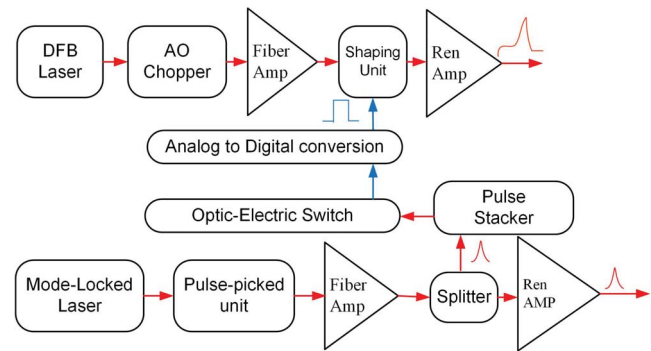 DFB
Laser
AO
Chopper
Fiber
Amp
Shaping
Unit
Ren
Amp
Analog to Digital conversion
Optic-Electric Switch
Pulse
Stacker
Mode-Locked
Laser
Pulse-picked
unit
Fiber
Amp
Splitter
Ren
AMP